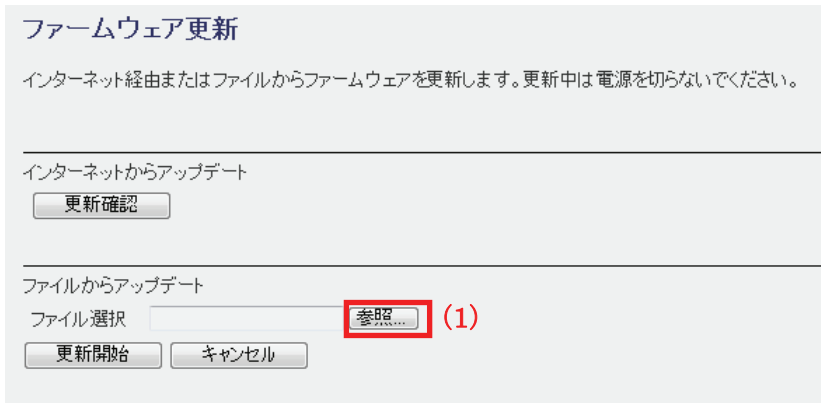 ファームウェア更新
インターネット経由またはファイルからファームウェアを更新します。更新中は電源を切らないでください。
インターネットからアップデート
更新確認
ファイルからアップデート
ファイル選択 参照... (1)
更新開始 キャンセル